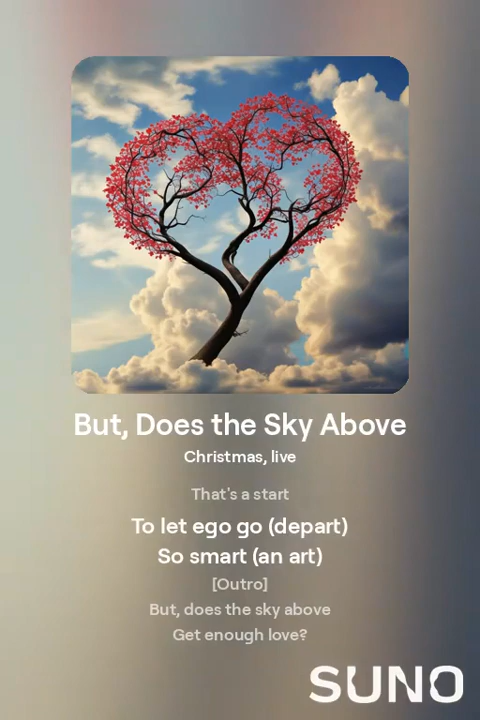 But, Does the Sky Above
Christmas, live
That's a start
To let ego go (depart)
So smart (an art)
[Outro]
But, does the sky above
Get enough love?
SUNO